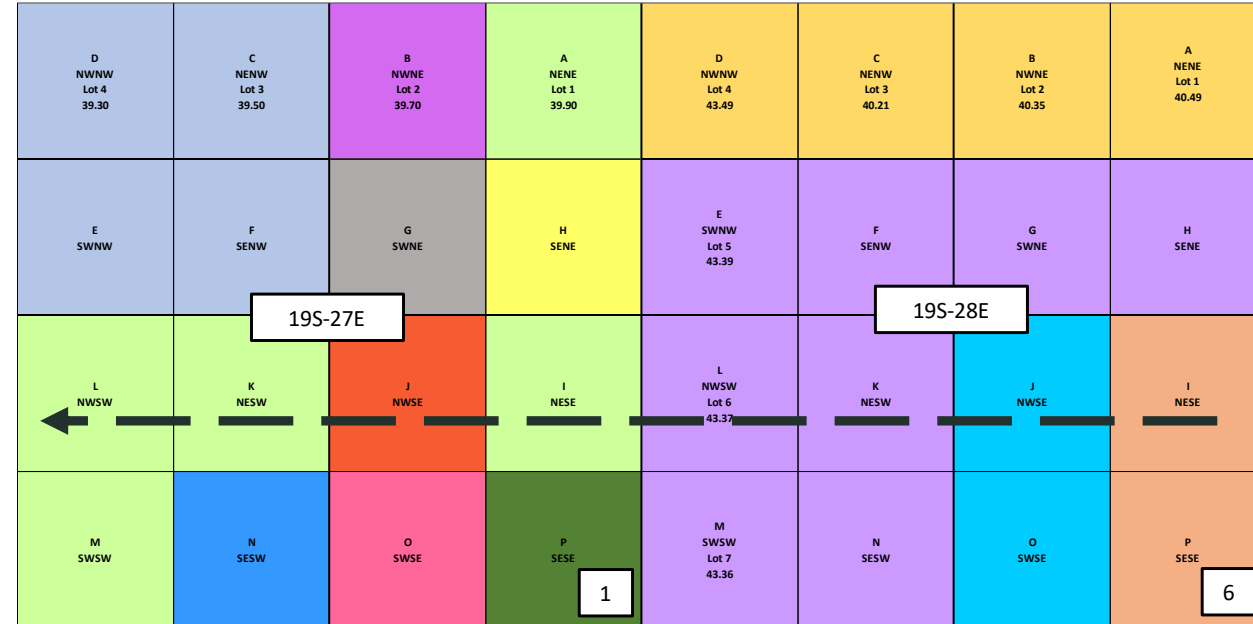 D
NWNW
Lot 4
39.30
C
NENW
Lot 3
39.50
B
NWNE
Lot 2
39.70
A
NENE
Lot 1
39.90
D
NWNW
Lot 4
43.49
C
NENW
Lot 3
40.21
B
NWNE
Lot 2
40.35
A
NENE
Lot 1
40.49
E
SWNW
F
SENW
G
SWNE
H
SENE
E
SWNW
Lot 5
43.39
F
SENW
G
SWNE
H
SENE
19S-27E
19S-28E
L
NWSW
K
NESW
J
NWSE
I
NESE
L
NWSW
Lot 6
43.37
K
NESW
J
NWSE
I
NESE
M
SWSW
N
SESW
O
SWSE
P
SESE
1
M
SWSW
Lot 7
43.36
N
SESW
O
SWSE
P
SESE
6